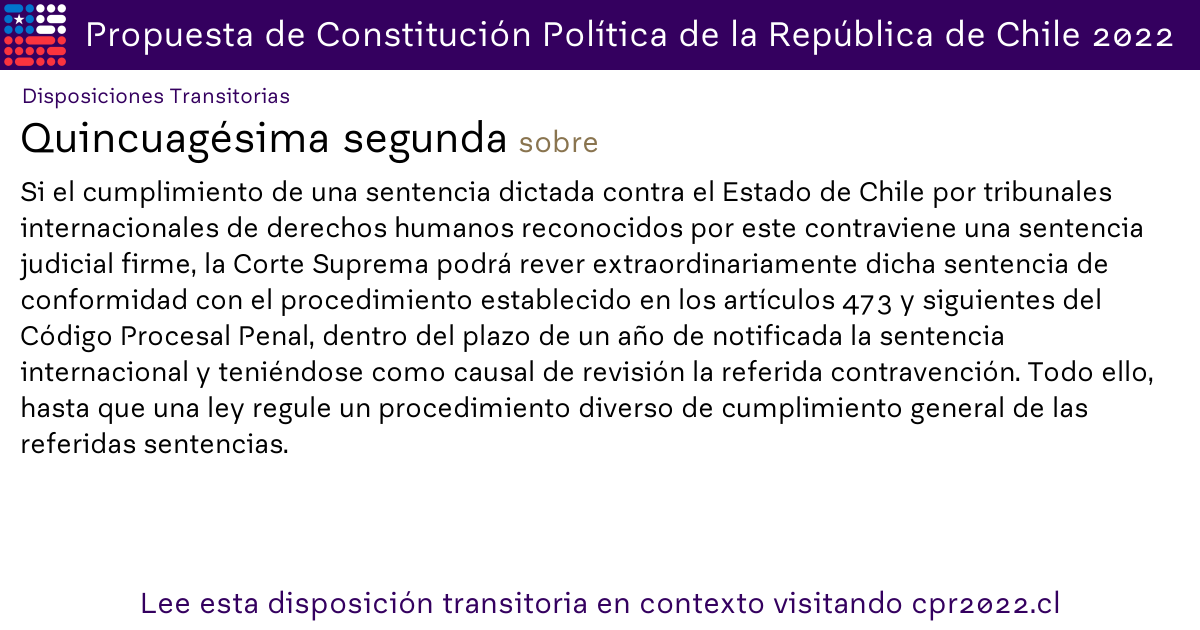 Propuesta de Constitución Política de la República de Chile 2022
Disposiciones Transitorias
Quincuagésima segunda sobre
Si el cumplimiento de una sentencia dictada contra el Estado de Chile por tribunales
internacionales de derechos humanos reconocidos por este contraviene una sentencia
judicial firme, la Corte Suprema podrá rever extraordinariamente dicha sentencia de
conformidad con el procedimiento establecido en los artículos 473 y siguientes del
Código Procesal Penal, dentro del plazo de un año de notificada la sentencia
internacional y teniéndose como causal de revisión la referida contravención. Todo ello,
hasta que una ley regule un procedimiento diverso de cumplimiento general de las
referidas sentencias.
Lee esta disposición transitoria en contexto visitando cpr2022.cl